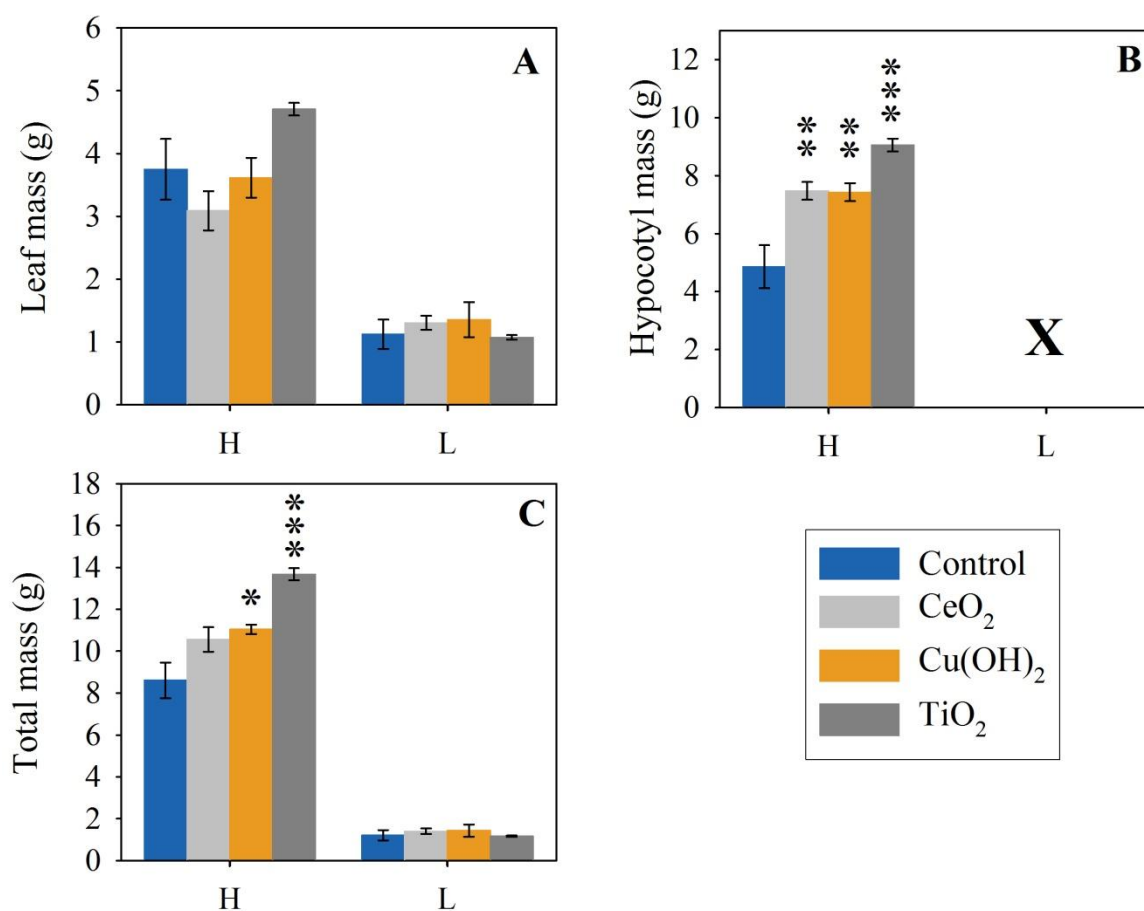 A
Leaf mass (g)
6
5
4
3
2
1
0
H
L
B
Hypocotyl mass (g)
12
10
8
6
4
2
0
**
**
***
X
H
L
C
Total mass (g)
18
16
14
12
10
8
6
4
2
0
*
***
H
L
Control
CeO₂
Cu(OH)₂
TiO₂